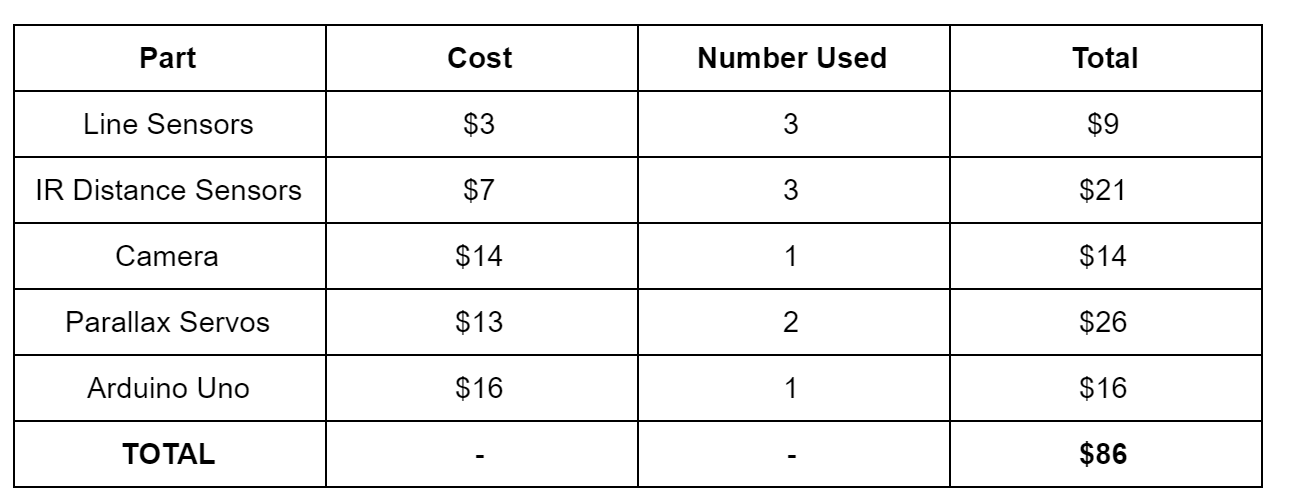 Part Cost Number Used Total
Line Sensors $3 3 $9
IR Distance Sensors $7 3 $21
Camera $14 1 $14
Parallax Servos $13 2 $26
Arduino Uno $16 1 $16
TOTAL - - $86